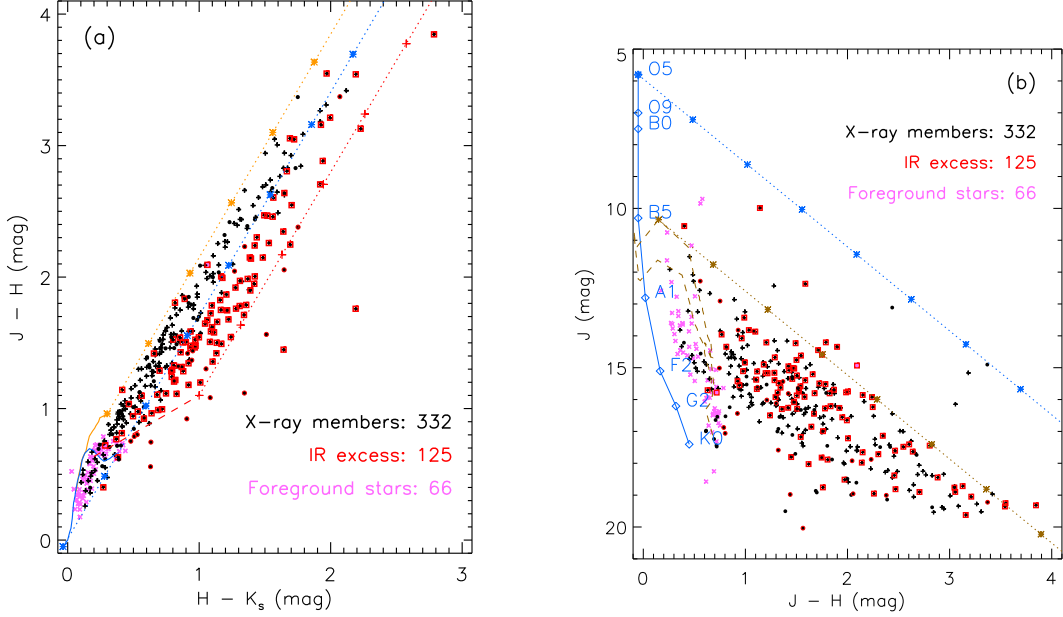 (a)
4
3
2
1
0
J − H (mag)
X-ray members: 332
IR excess: 125
Foreground stars: 66
0
1
2
3
H − Ks (mag)
(b)
5
10
15
20
J (mag)
O5
O9
B0
B5
A1
F2
G2
K0
X-ray members: 332
IR excess: 125
Foreground stars: 66
0
1
2
3
4
J − H (mag)